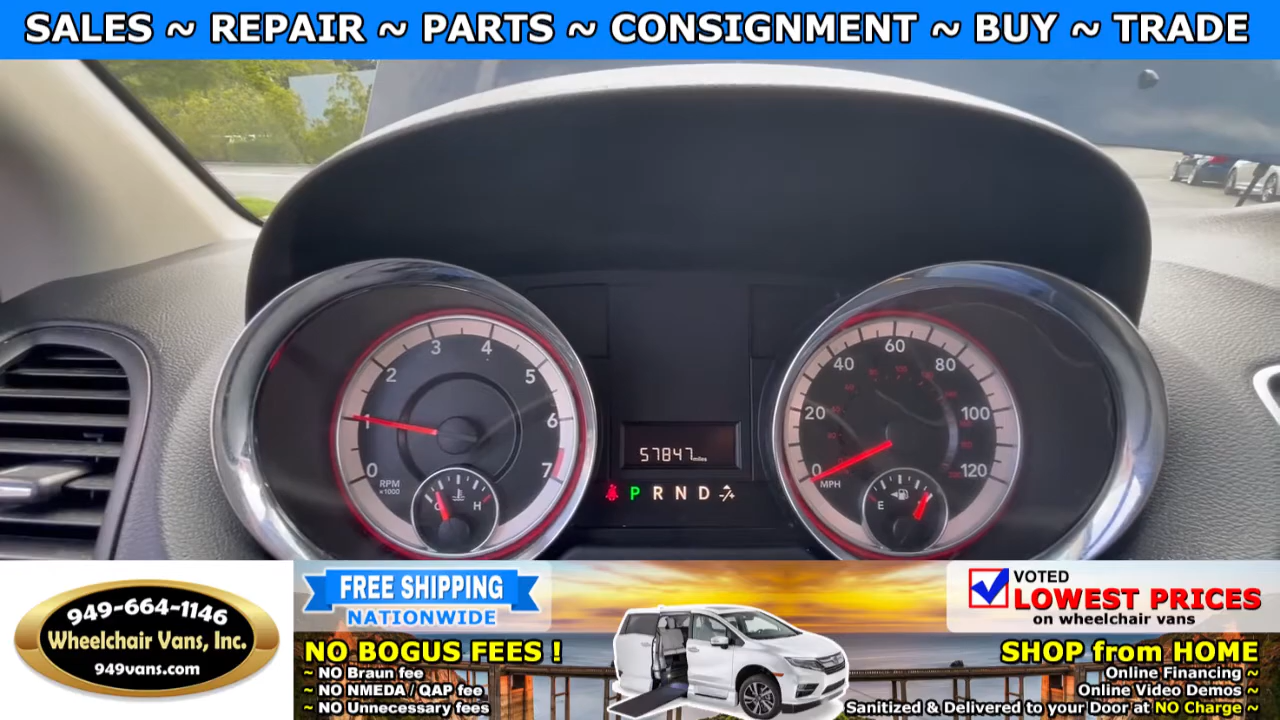 SALES ~ REPAIR ~ PARTS ~ CONSIGNMENT ~ BUY ~ TRADE
0 1 2 3 4 5 6 7
RPM
x1000
C H
57847 miles
P R N D
0 20 40 60 80 100 120
MPH
E
949-664-1146
Wheelchair Vans, Inc.
949vans.com
FREE SHIPPING
NATIONWIDE
NO BOGUS FEES !
~ NO Braun fee
~ NO NMEDA / QAP fee
~ NO Unnecessary fees
VOTED
LOWEST PRICES
on wheelchair vans
SHOP from HOME
Online Financing ~
Online Video Demos ~
Sanitized & Delivered to your Door at NO Charge ~